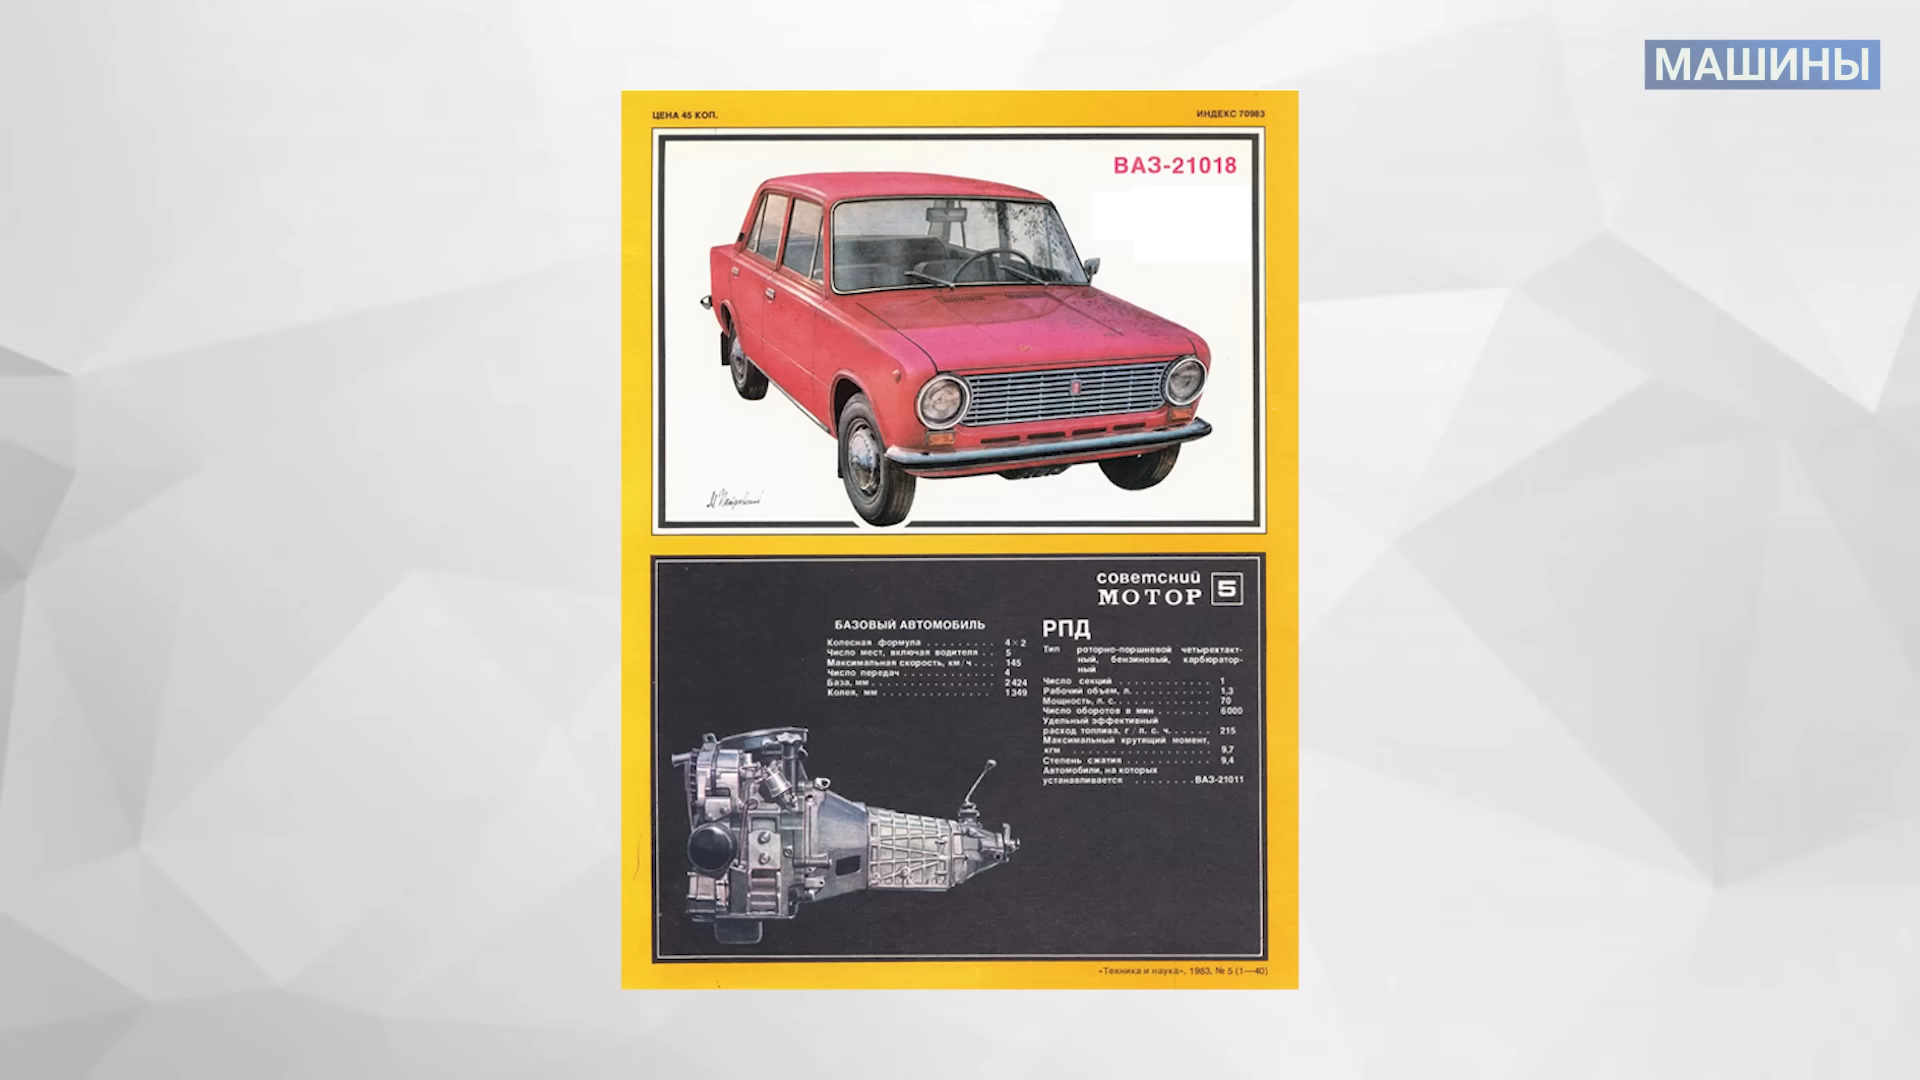 МАШИНЫ
ЦЕНА 45 КОП.
ИНДЕКС 70983
ВАЗ-21018
советский
МОТОР 5
БАЗОВЫЙ АВТОМОБИЛЬ
Колесная формула . . . . . . . . . 4×2
Число мест, включая водителя . . 5
Максимальная скорость, км/ч . . . 145
Число передач . . . . . . . . . . . . 4
База, мм . . . . . . . . . . . . . . . 2424
Колея, мм . . . . . . . . . . . . . . 1349
РПД
Тип роторно-поршневой четырехтакт-
ный, бензиновый, карбюратор-
ный
Число секций . . . . . . . . . . . . 1
Рабочий объем, л. . . . . . . . . . . 1,3
Мощность, л. с. . . . . . . . . . . . . 70
Число оборотов в мин . . . . . . . 6000
Удельный эффективный
расход топлива, г/л. с. ч. . . . . . 215
Максимальный крутящий момент,
кгм . . . . . . . . . . . . . . . . . . 9,7
Степень сжатия . . . . . . . . . . . 9,4
Автомобили, на которых
устанавливается . . . . . . . . ВАЗ-21011
«Техника и наука», 1983, № 5 (1—40)